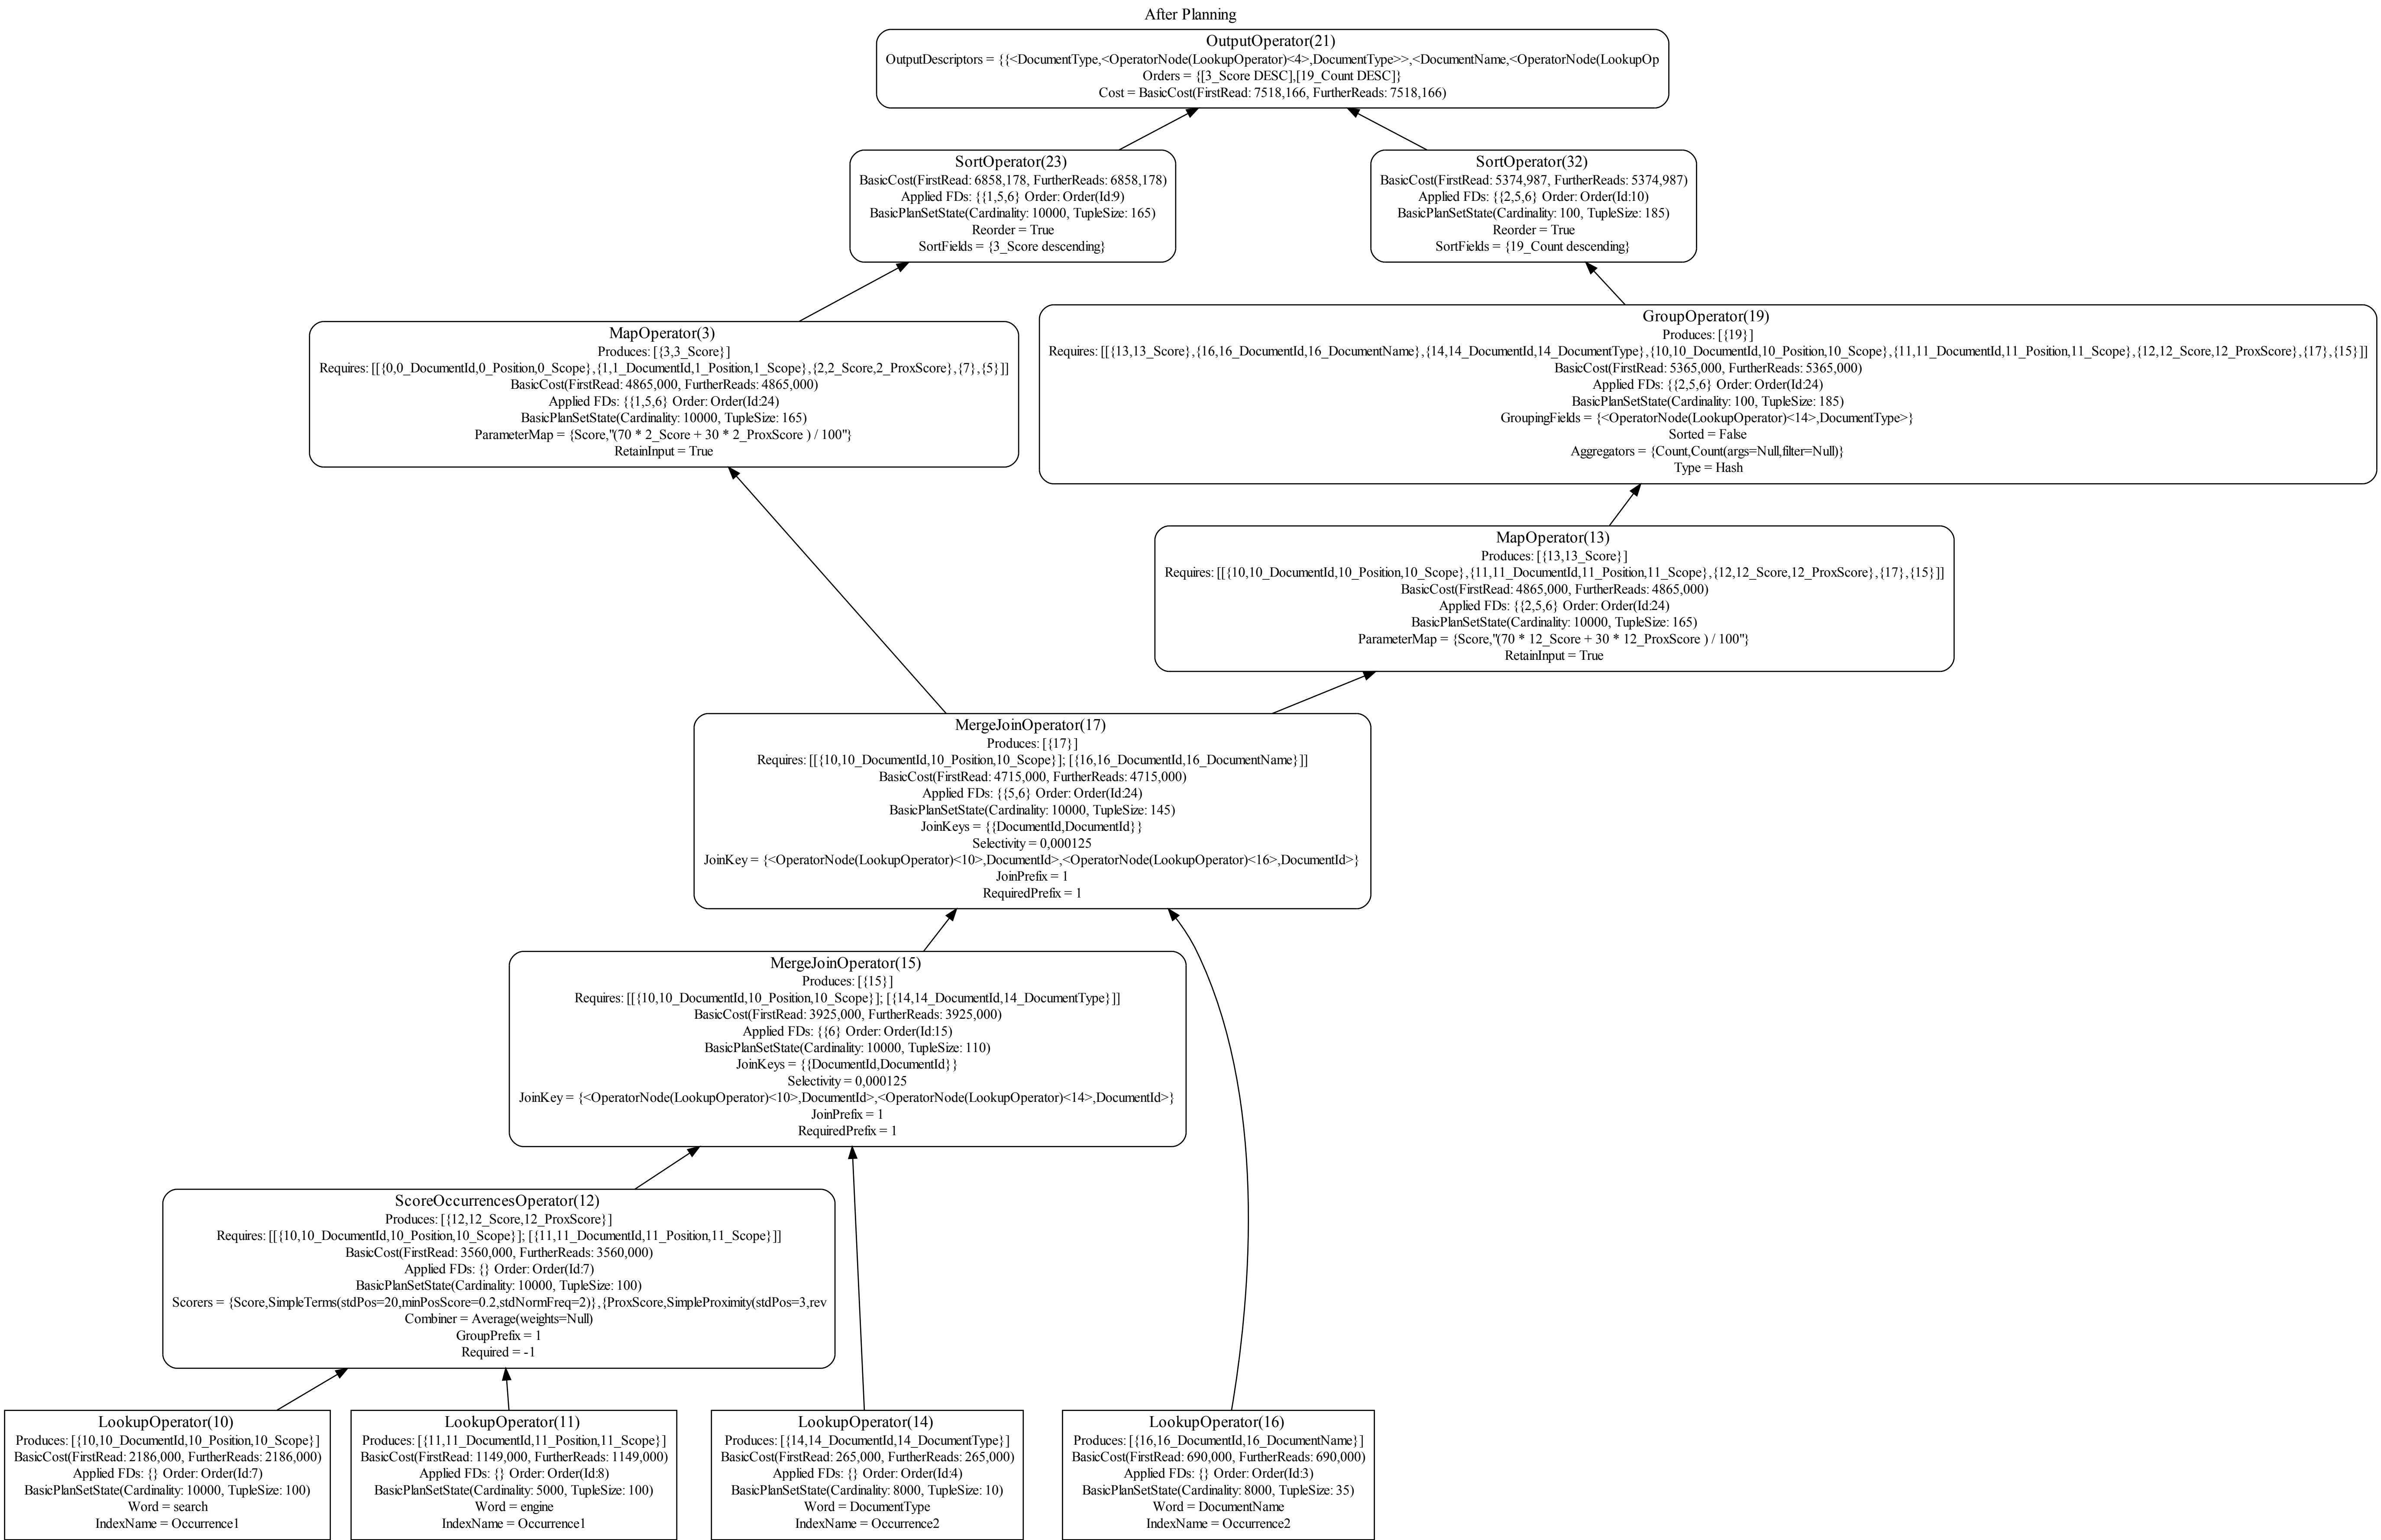 After Planning
OutputOperator(21)
OutputDescriptors = {{<DocumentType,<OperatorNode(LookupOperator)<4>,DocumentType>>,<DocumentName,<OperatorNode(LookupOp
Orders = {[3_Score DESC],[19_Count DESC]}
Cost = BasicCost(FirstRead: 7518,166, FurtherReads: 7518,166)
SortOperator(23)
BasicCost(FirstRead: 6858,178, FurtherReads: 6858,178)
Applied FDs: {{1,5,6} Order: Order(Id:9)
BasicPlanSetState(Cardinality: 10000, TupleSize: 165)
Reorder = True
SortFields = {3_Score descending}
SortOperator(32)
BasicCost(FirstRead: 5374,987, FurtherReads: 5374,987)
Applied FDs: {{2,5,6} Order: Order(Id:10)
BasicPlanSetState(Cardinality: 100, TupleSize: 185)
Reorder = True
SortFields = {19_Count descending}
MapOperator(3)
Produces: [{3,3_Score}]
Requires: [[{0,0_DocumentId,0_Position,0_Scope},{1,1_DocumentId,1_Position,1_Scope},{2,2_Score,2_ProxScore},{7},{5}]]
BasicCost(FirstRead: 4865,000, FurtherReads: 4865,000)
Applied FDs: {{1,5,6} Order: Order(Id:24)
BasicPlanSetState(Cardinality: 10000, TupleSize: 165)
ParameterMap = {Score,"(70 * 2_Score + 30 * 2_ProxScore ) / 100"}
RetainInput = True
GroupOperator(19)
Produces: [{19}]
Requires: [[{13,13_Score},{16,16_DocumentId,16_DocumentName},{14,14_DocumentId,14_DocumentType},{10,10_DocumentId,10_Position,10_Scope},{11,11_DocumentId,11_Position,11_Scope},{12,12_Score,12_ProxScore},{17},{15}]]
BasicCost(FirstRead: 5365,000, FurtherReads: 5365,000)
Applied FDs: {{2,5,6} Order: Order(Id:24)
BasicPlanSetState(Cardinality: 100, TupleSize: 185)
GroupingFields = {<OperatorNode(LookupOperator)<14>,DocumentType>}
Sorted = False
Aggregators = {Count,Count(args=Null,filter=Null)}
Type = Hash
MapOperator(13)
Produces: [{13,13_Score}]
Requires: [[{10,10_DocumentId,10_Position,10_Scope},{11,11_DocumentId,11_Position,11_Scope},{12,12_Score,12_ProxScore},{17},{15}]]
BasicCost(FirstRead: 4865,000, FurtherReads: 4865,000)
Applied FDs: {{2,5,6} Order: Order(Id:24)
BasicPlanSetState(Cardinality: 10000, TupleSize: 165)
ParameterMap = {Score,"(70 * 12_Score + 30 * 12_ProxScore ) / 100"}
RetainInput = True
MergeJoinOperator(17)
Produces: [{17}]
Requires: [[{10,10_DocumentId,10_Position,10_Scope}]; [{16,16_DocumentId,16_DocumentName}]]
BasicCost(FirstRead: 4715,000, FurtherReads: 4715,000)
Applied FDs: {{5,6} Order: Order(Id:24)
BasicPlanSetState(Cardinality: 10000, TupleSize: 145)
JoinKeys = {{DocumentId,DocumentId}}
Selectivity = 0,000125
JoinKey = {<OperatorNode(LookupOperator)<10>,DocumentId>,<OperatorNode(LookupOperator)<16>,DocumentId>}
JoinPrefix = 1
RequiredPrefix = 1
MergeJoinOperator(15)
Produces: [{15}]
Requires: [[{10,10_DocumentId,10_Position,10_Scope}]; [{14,14_DocumentId,14_DocumentType}]]
BasicCost(FirstRead: 3925,000, FurtherReads: 3925,000)
Applied FDs: {{6} Order: Order(Id:15)
BasicPlanSetState(Cardinality: 10000, TupleSize: 110)
JoinKeys = {{DocumentId,DocumentId}}
Selectivity = 0,000125
JoinKey = {<OperatorNode(LookupOperator)<10>,DocumentId>,<OperatorNode(LookupOperator)<14>,DocumentId>}
JoinPrefix = 1
RequiredPrefix = 1
ScoreOccurrencesOperator(12)
Produces: [{12,12_Score,12_ProxScore}]
Requires: [[{10,10_DocumentId,10_Position,10_Scope}]; [{11,11_DocumentId,11_Position,11_Scope}]]
BasicCost(FirstRead: 3560,000, FurtherReads: 3560,000)
Applied FDs: {} Order: Order(Id:7)
BasicPlanSetState(Cardinality: 10000, TupleSize: 100)
Scorers = {Score,SimpleTerms(stdPos=20,minPosScore=0.2,stdNormFreq=2)},{ProxScore,SimpleProximity(stdPos=3,rev
Combiner = Average(weights=Null)
GroupPrefix = 1
Required = -1
LookupOperator(10)
Produces: [{10,10_DocumentId,10_Position,10_Scope}]
BasicCost(FirstRead: 2186,000, FurtherReads: 2186,000)
Applied FDs: {} Order: Order(Id:7)
BasicPlanSetState(Cardinality: 10000, TupleSize: 100)
Word = search
IndexName = Occurrence1
LookupOperator(11)
Produces: [{11,11_DocumentId,11_Position,11_Scope}]
BasicCost(FirstRead: 1149,000, FurtherReads: 1149,000)
Applied FDs: {} Order: Order(Id:8)
BasicPlanSetState(Cardinality: 5000, TupleSize: 100)
Word = engine
IndexName = Occurrence1
LookupOperator(14)
Produces: [{14,14_DocumentId,14_DocumentType}]
BasicCost(FirstRead: 265,000, FurtherReads: 265,000)
Applied FDs: {} Order: Order(Id:4)
BasicPlanSetState(Cardinality: 8000, TupleSize: 10)
Word = DocumentType
IndexName = Occurrence2
LookupOperator(16)
Produces: [{16,16_DocumentId,16_DocumentName}]
BasicCost(FirstRead: 690,000, FurtherReads: 690,000)
Applied FDs: {} Order: Order(Id:3)
BasicPlanSetState(Cardinality: 8000, TupleSize: 35)
Word = DocumentName
IndexName = Occurrence2